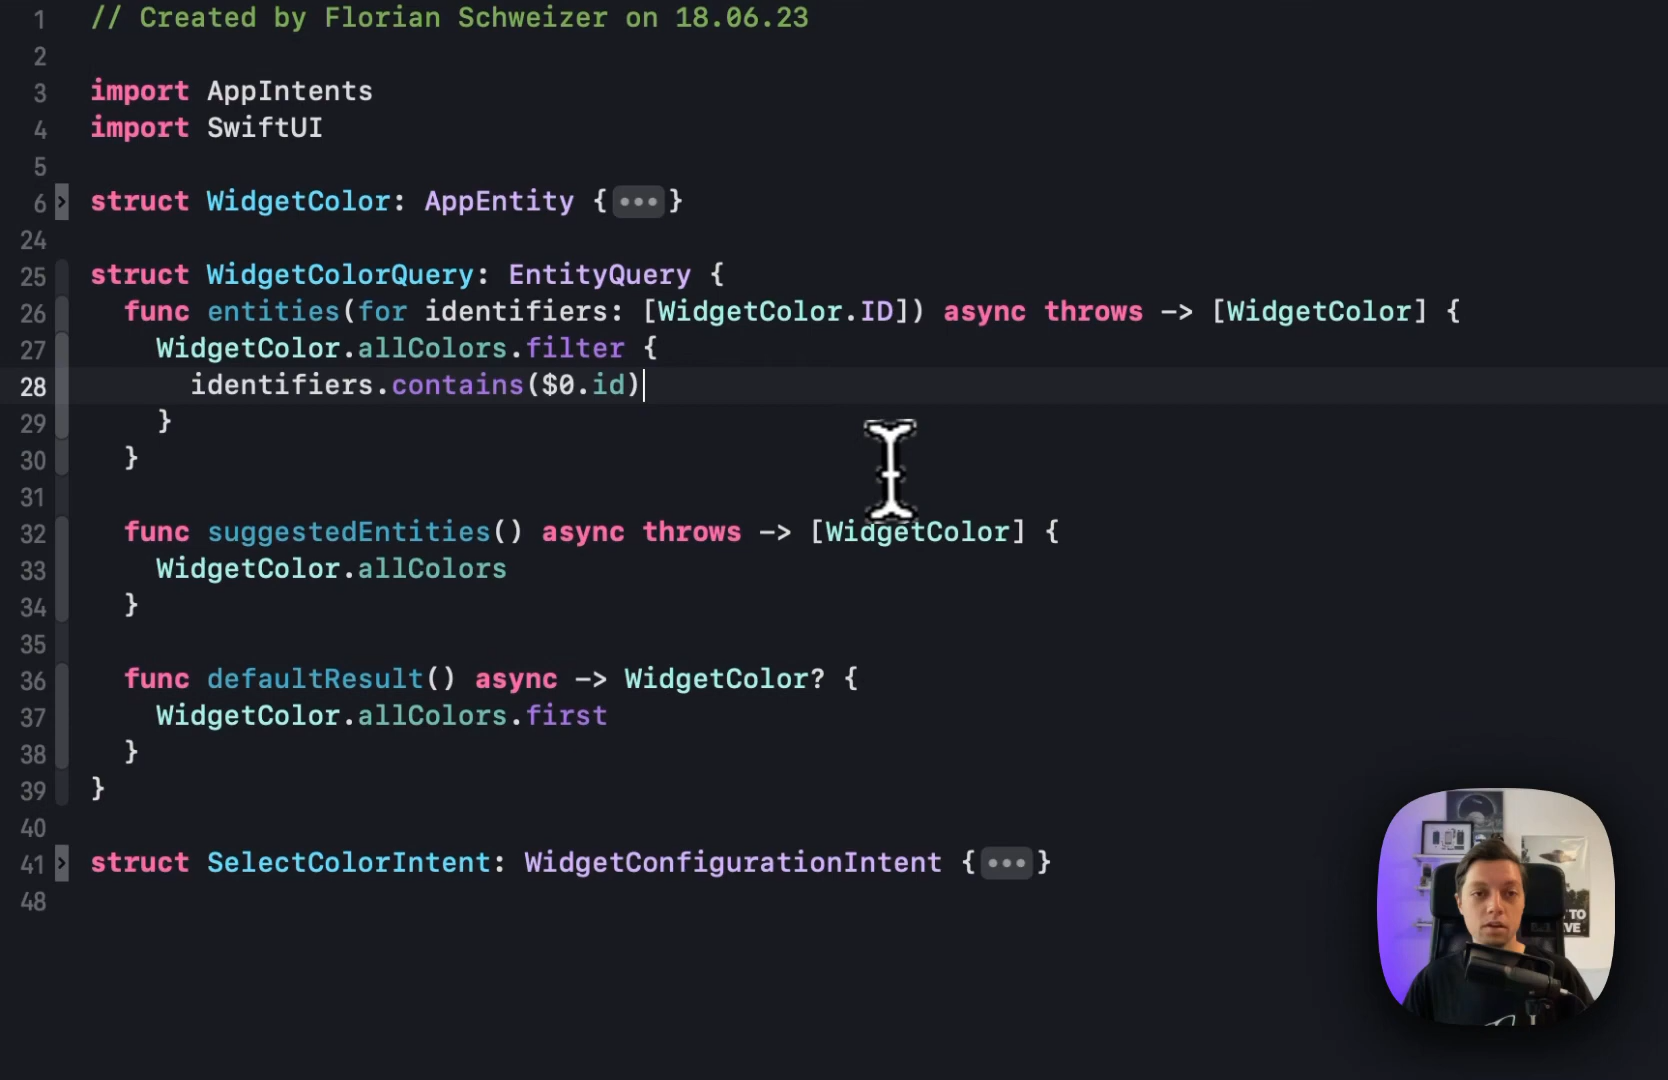 1 // Created by Florian Schweizer on 18.06.23
2
3 import AppIntents
4 import SwiftUI
5
6 struct WidgetColor: AppEntity {•••}
24
25 struct WidgetColorQuery: EntityQuery {
26 func entities(for identifiers: [WidgetColor.ID]) async throws -> [WidgetColor] {
27 WidgetColor.allColors.filter {
28 identifiers.contains($0.id)
29 }
30 }
31
32 func suggestedEntities() async throws -> [WidgetColor] {
33 WidgetColor.allColors
34 }
35
36 func defaultResult() async -> WidgetColor? {
37 WidgetColor.allColors.first
38 }
39 }
40
41 struct SelectColorIntent: WidgetConfigurationIntent {•••}
48
TO